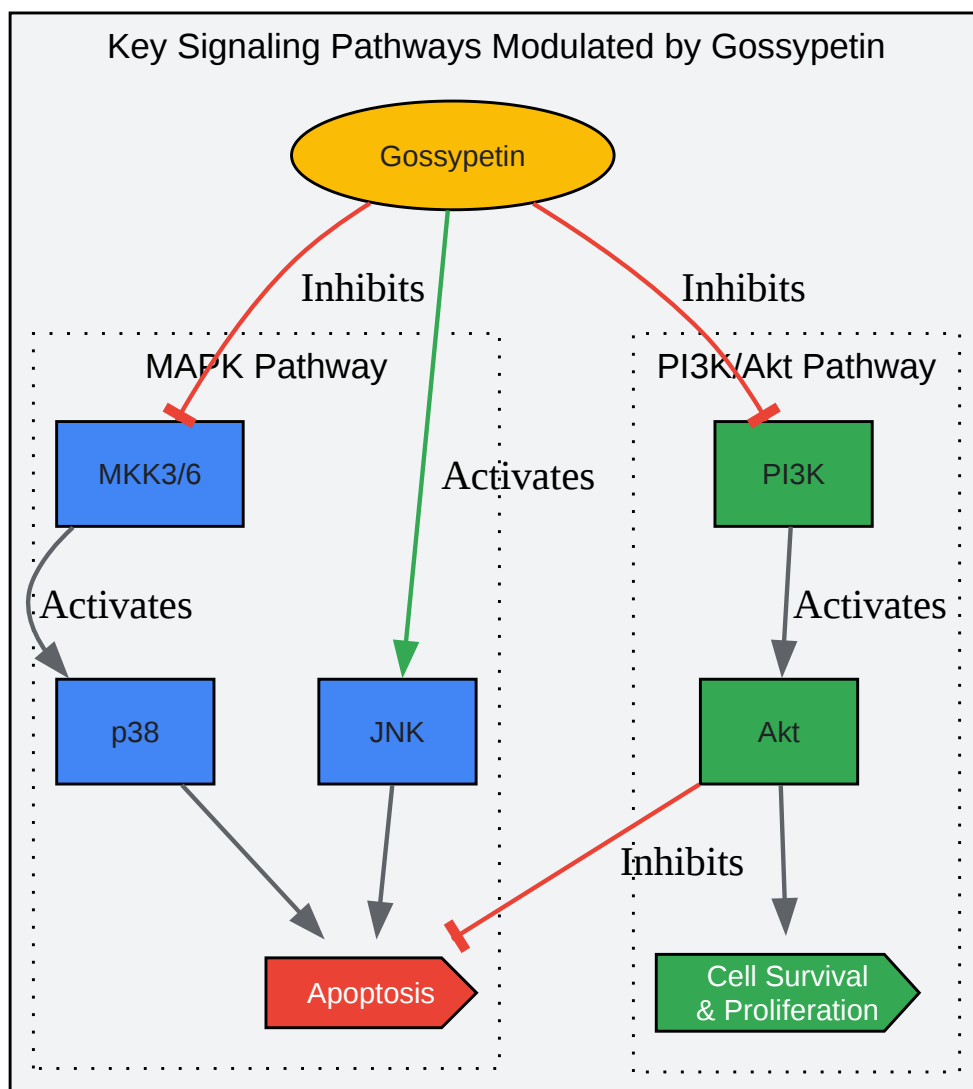 Key Signaling Pathways Modulated by Gossypetin
Gossypetin
Inhibits
Inhibits
MAPK Pathway
PI3K/Akt Pathway
MKK3/6
Activates
PI3K
Activates
Activates
p38
JNK
Akt
Inhibits
Apoptosis
Cell Survival
& Proliferation